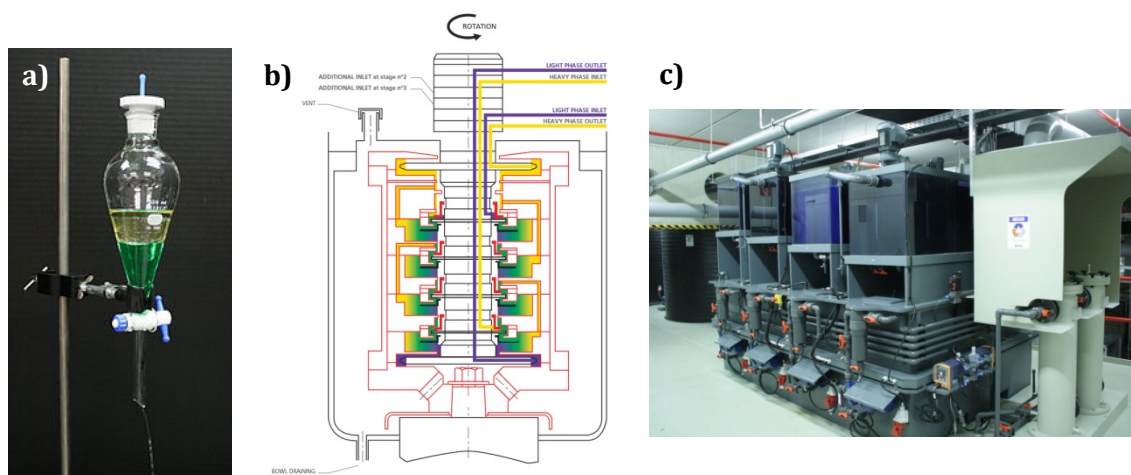 a)
b)
c)
ROTATION
LIGHT PHASE OUTLET
ADDITIONAL INLET at stage n°2
HEAVY PHASE INLET
ADDITIONAL INLET at stage n°3
VENT
LIGHT PHASE INLET
HEAVY PHASE OUTLET
BOWL DRAINING